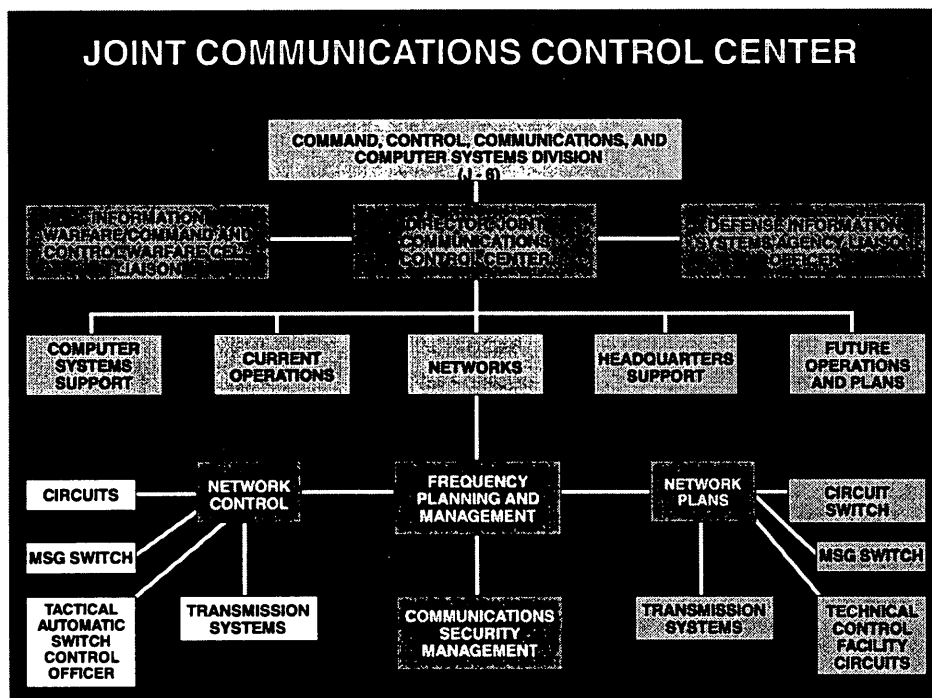 JOINT COMMUNICATIONS CONTROL CENTER
COMMAND, CONTROL, COMMUNICATIONS, AND
COMPUTER SYSTEMS DIVISION
(J - 6)
INFORMATION
WARFARE/COMMAND AND
CONTROL WARFARE CELL
LIAISON
DIRECTOR, JOINT
COMMUNICATIONS
CONTROL CENTER
DEFENSE INFORMATION
SYSTEMS AGENCY LIAISON
OFFICER
COMPUTER
SYSTEMS
SUPPORT
CURRENT
OPERATIONS
NETWORKS
HEADQUARTERS
SUPPORT
FUTURE
OPERATIONS
AND PLANS
CIRCUITS
NETWORK
CONTROL
FREQUENCY
PLANNING AND
MANAGEMENT
NETWORK
PLANS
CIRCUIT
SWITCH
MSG SWITCH
MSG SWITCH
TACTICAL
AUTOMATIC
SWITCH
CONTROL
OFFICER
TRANSMISSION
SYSTEMS
COMMUNICATIONS
SECURITY
MANAGEMENT
TRANSMISSION
SYSTEMS
TECHNICAL
CONTROL
FACILITY
CIRCUITS